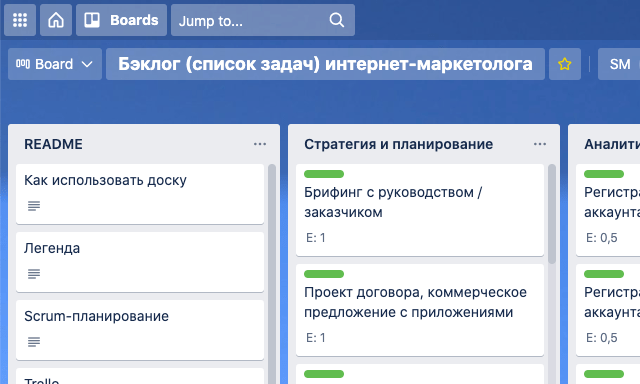 Boards
Jump to...
Board
Бэклог (список задач) интернет-маркетолога
SM
README
Как использовать доску
Легенда
Scrum-планирование
Trello
Стратегия и планирование
Брифинг с руководством /
заказчиком
E: 1
Проект договора, коммерческое
предложение с приложениями
E: 1
Аналити
Регистра
аккаунта
E: 0,5
Регистра
аккаунта
E: 0,5